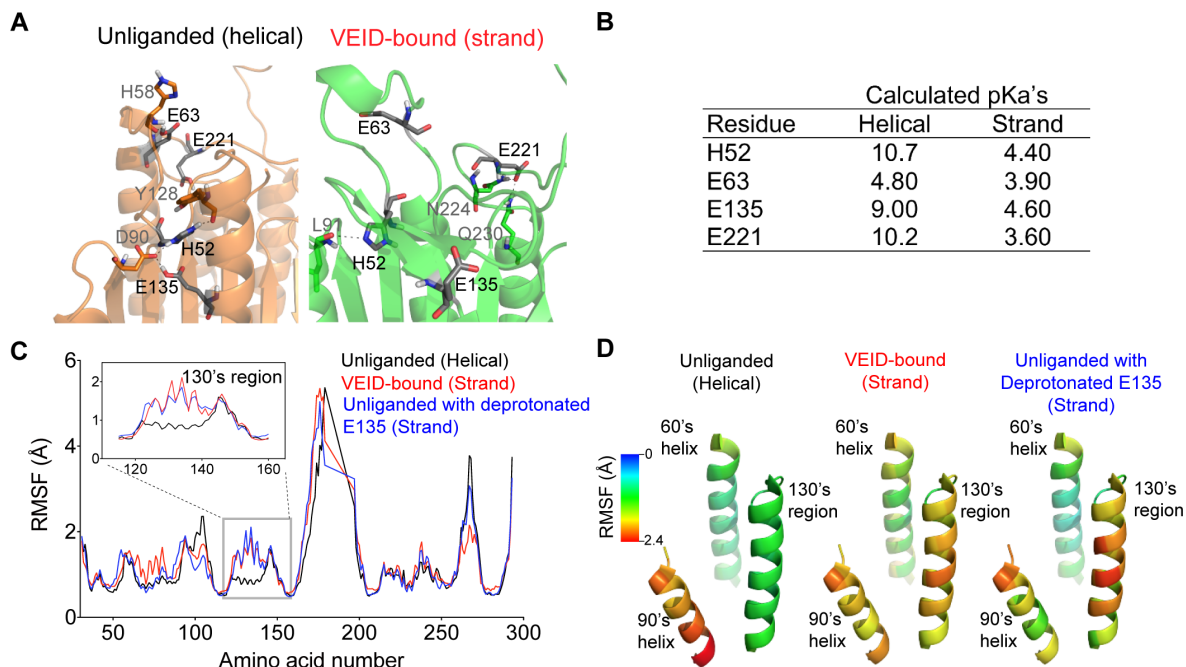 A
Unliganded (helical)
VEID-bound (strand)
H58
E63
E221
Y128
D90
H52
E135
E63
E221
N224
L91
Q230
H52
E135
B
Calculated pKa's
Residue Helical Strand
H52 10.7 4.40
E63 4.80 3.90
E135 9.00 4.60
E221 10.2 3.60
C
Unliganded (Helical)
VEID-bound (Strand)
Unliganded with deprotonated
E135 (Strand)
130's region
2
1
0
120 140 160
RMSF (Å)
6
4
2
0
50 100 150 200 250 300
Amino acid number
D
Unliganded
(Helical)
VEID-bound
(Strand)
Unliganded with
Deprotonated E135
(Strand)
RMSF (Å)
0
2.4
60's
helix
130's
region
90's
helix
60's
helix
130's
region
90's
helix
60's
helix
130's
region
90's
helix